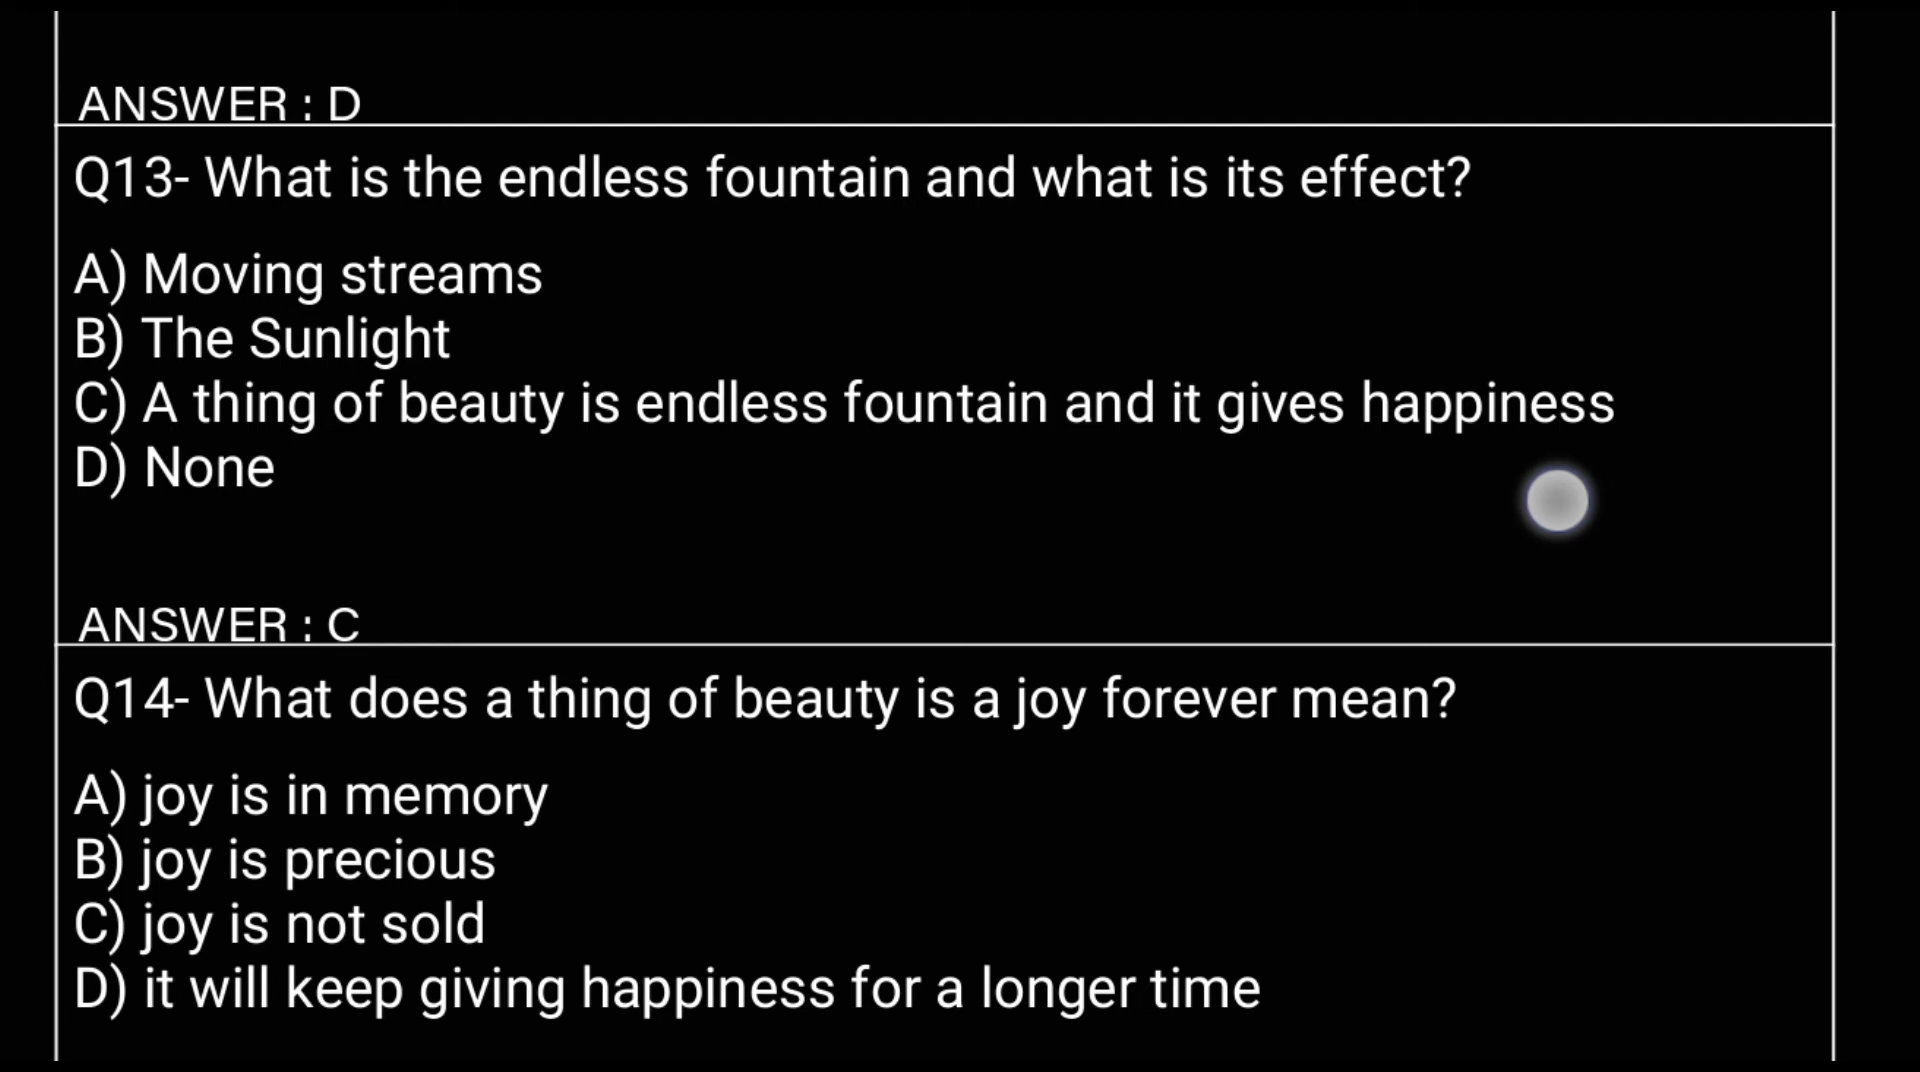 ANSWER : D
Q13- What is the endless fountain and what is its effect?
A) Moving streams
B) The Sunlight
C) A thing of beauty is endless fountain and it gives happiness
D) None
ANSWER : C
Q14- What does a thing of beauty is a joy forever mean?
A) joy is in memory
B) joy is precious
C) joy is not sold
D) it will keep giving happiness for a longer time